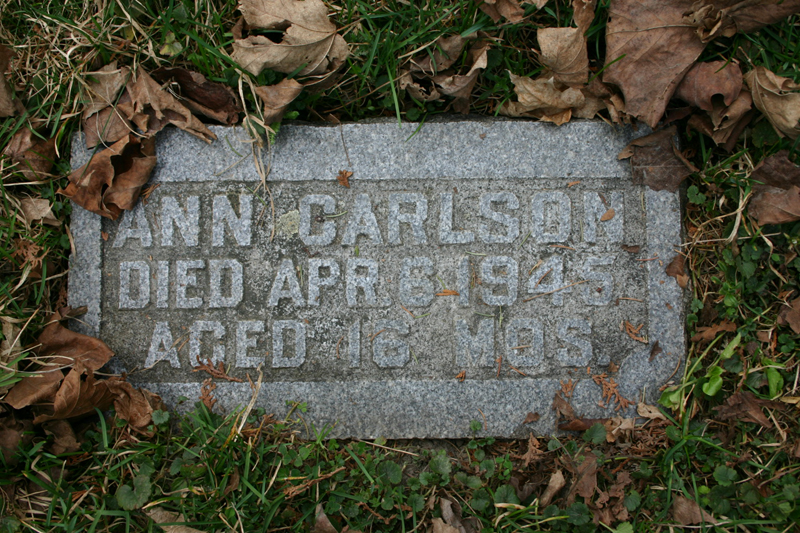 ANN CARLSON
DIED APR. 6 1945
AGED 16 MOS.